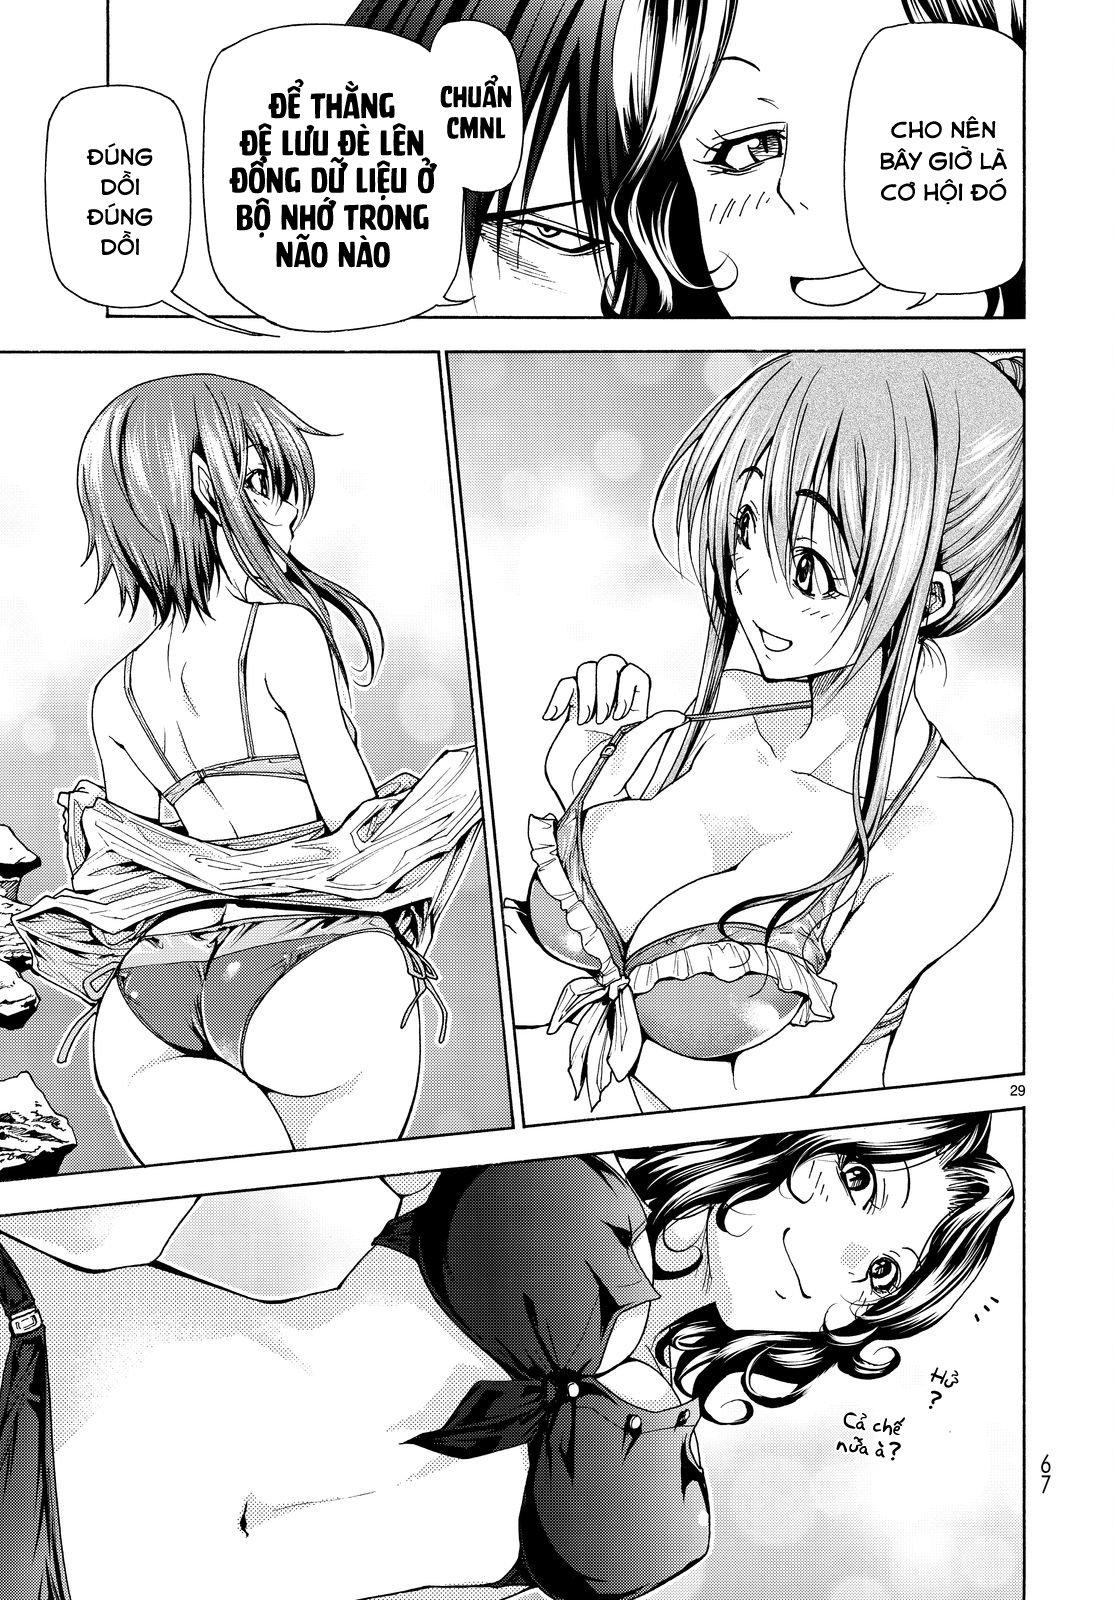 CHO NÊN
BÂY GIỜ LÀ
CƠ HỘI ĐÓ
CHUẨN
CMNL
ĐỂ THẰNG
ĐỆ LƯU ĐÈ LÊN
ĐỐNG DỮ LIỆU Ở
BỘ NHỚ TRONG
NÃO NÀO
ĐÚNG
DỒI
ĐÚNG
DỒI
29
Hử
?
Cả chế
nữa à?
67